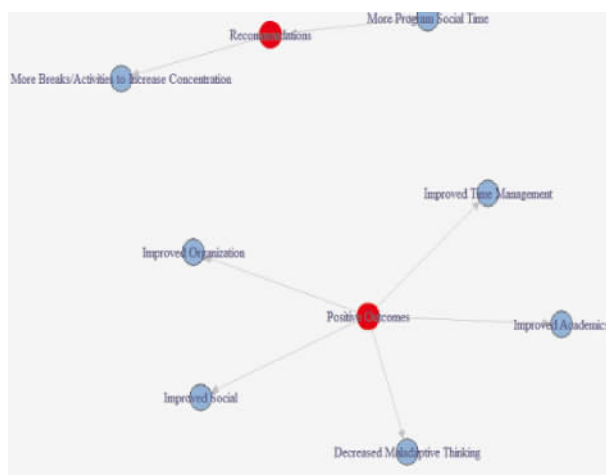 More Program Social Time
Recommendations
More Breaks/Activities to Increase Concentration
Improved Time Management
Improved Organization
Positive Outcomes
Improved Academics
Improved Social
Decreased Maladaptive Thinking